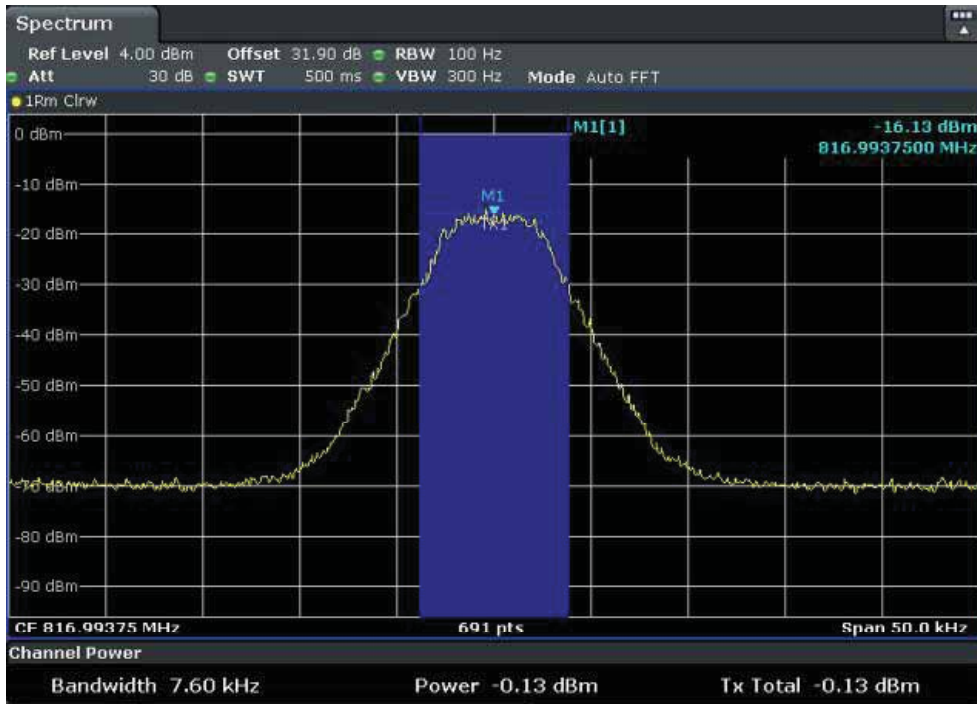 Spectrum
Ref Level 4.00 dBm Offset 31.90 dB RBW 100 Hz
Att 30 dB SWT 500 ms VBW 300 Hz Mode Auto FFT
1Rm Clrw
M1[1] -16.13 dBm
816.9937500 MHz
0 dBm
-10 dBm
M1
-20 dBm
-30 dBm
-40 dBm
-50 dBm
-60 dBm
-70 dBm
-80 dBm
-90 dBm
CF 816.99375 MHz 691 pts Span 50.0 kHz
Channel Power
Bandwidth 7.60 kHz Power -0.13 dBm Tx Total -0.13 dBm